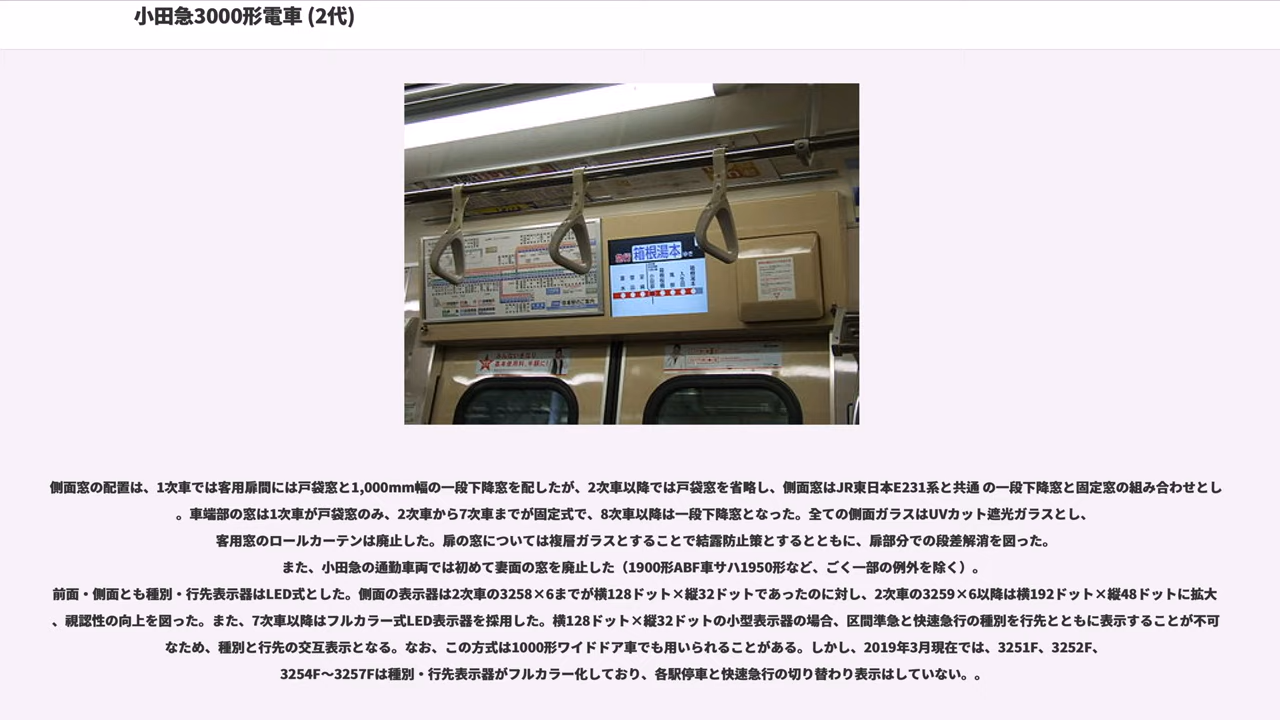 小田急3000形電車 (2代)
急行 箱根湯本 ゆき
側面窓の配置は、1次車では客用扉間には戸袋窓と1,000mm幅の一段下降窓を配したが、2次車以降では戸袋窓を省略し、側面窓はJR東日本E231系と共通 の一段下降窓と固定窓の組み合わせとし
。車端部の窓は1次車が戸袋窓のみ、2次車から7次車までが固定式で、8次車以降は一段下降窓となった。全ての側面ガラスはUVカット遮光ガラスとし、
客用窓のロールカーテンは廃止した。扉の窓については複層ガラスとすることで結露防止策とするとともに、扉部分での段差解消を図った。
また、小田急の通勤車両では初めて妻面の窓を廃止した（1900形ABF車サハ1950形など、ごく一部の例外を除く）。
前面・側面とも種別・行先表示器はLED式とした。側面の表示器は2次車の3258×6までが横128ドット×縦32ドットであったのに対し、2次車の3259×6以降は横192ドット×縦48ドットに拡大
、視認性の向上を図った。また、7次車以降はフルカラー式LED表示器を採用した。横128ドット×縦32ドットの小型表示器の場合、区間準急と快速急行の種別を行先とともに表示することが不可
なため、種別と行先の交互表示となる。なお、この方式は1000形ワイドドア車でも用いられることがある。しかし、2019年3月現在では、3251F、3252F、
3254F～3257Fは種別・行先表示器がフルカラー化しており、各駅停車と快速急行の切り替わり表示はしていない。。